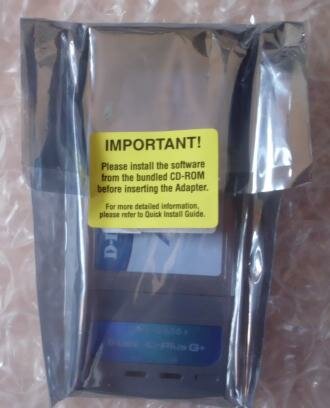 IMPORTANT!
Please install the software
from the bundled CD-ROM
before inserting the Adapter.
For more detailed information,
please refer to Quick Install Guide.
Plus G+